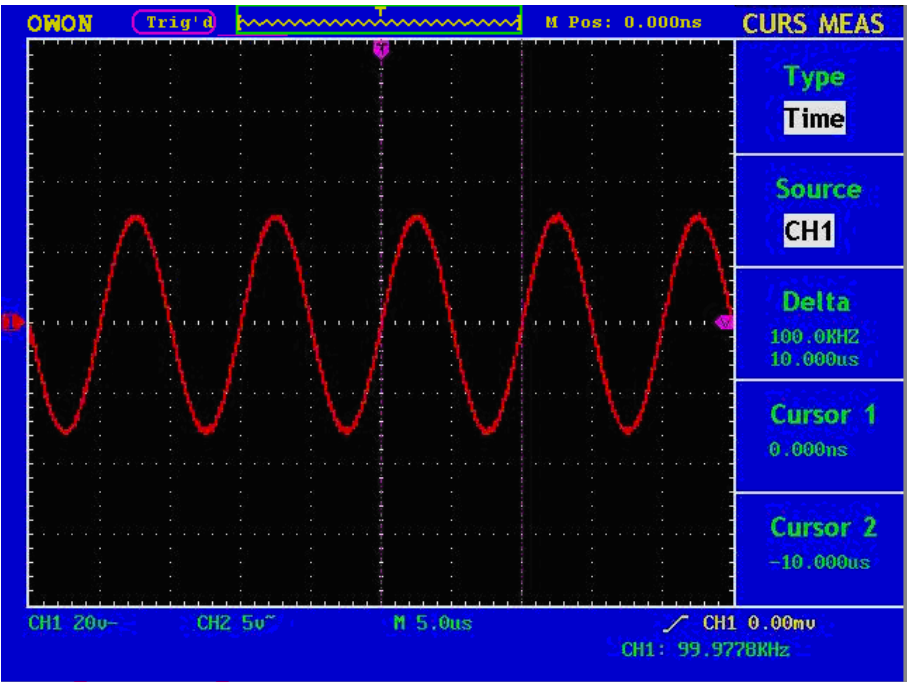 OWON Trig'd T M Pos: 0.000ns CURS MEAS
T
Type
Time
Source
CH1
1
Delta
100.0KHZ
10.000us
Cursor 1
0.000ns
Cursor 2
-10.000us
CH1 20v- CH2 5v~ M 5.0us CH1 0.00mv
CH1: 99.9778KHz